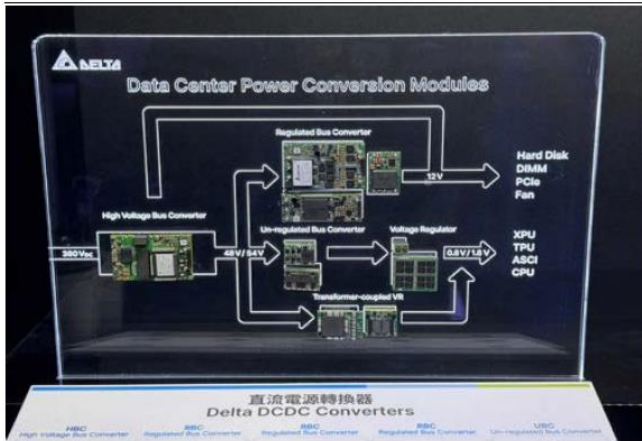 DELTA
Data Center Power Conversion Modules
Regulated Bus Converter
12V
Hard Disk
DIMM
PCIe
Fan
High Voltage Bus Converter
Un-regulated Bus Converter
Voltage Regulator
380VDC
48V/54V
0.8V/1.8V
XPU
TPU
ASCI
CPU
Transformer-coupled VR
直流電源轉換器
Delta DCDC Converters
HBC
High Voltage Bus Converter
RBC
Regulated Bus Converter
RBC
Regulated Bus Converter
RBC
Regulated Bus Converter
UBC
Un-regulated Bus Converter